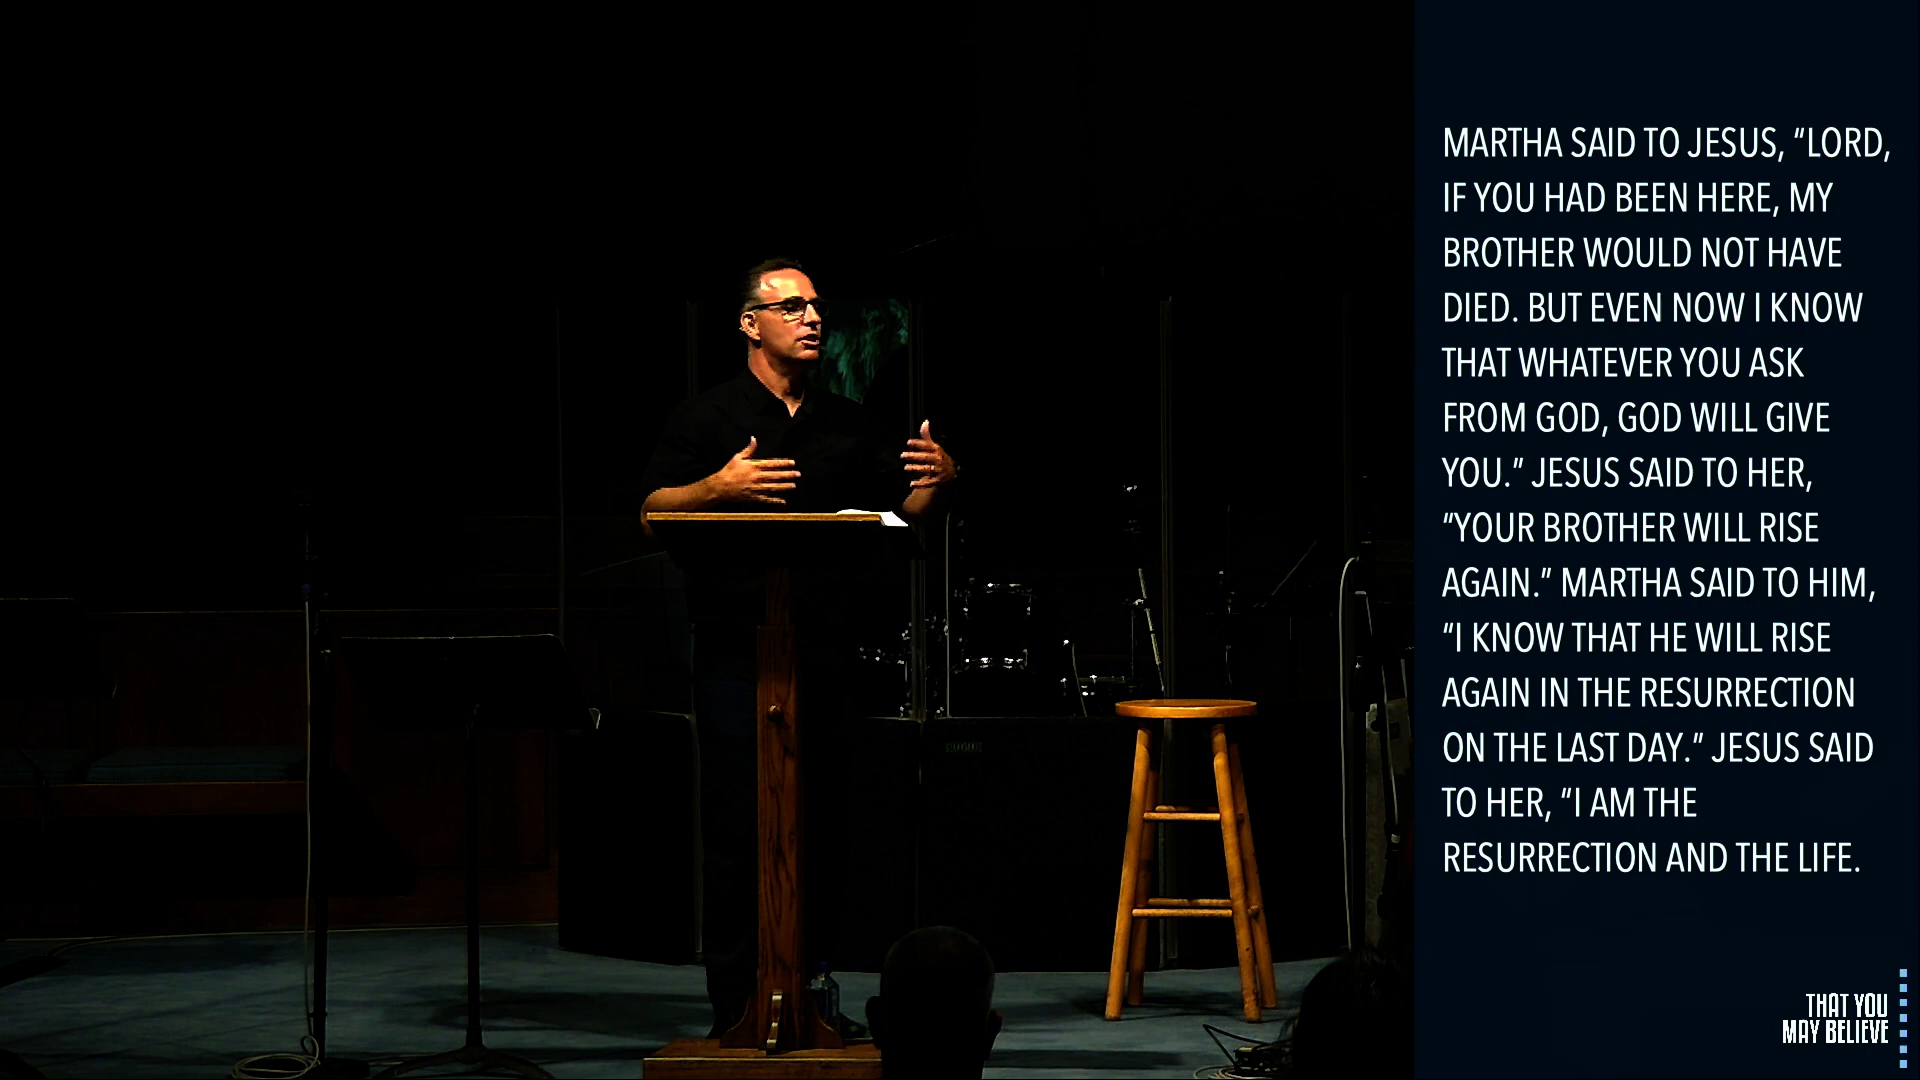 MARTHA SAID TO JESUS, “LORD,
IF YOU HAD BEEN HERE, MY
BROTHER WOULD NOT HAVE
DIED. BUT EVEN NOW I KNOW
THAT WHATEVER YOU ASK
FROM GOD, GOD WILL GIVE
YOU.” JESUS SAID TO HER,
“YOUR BROTHER WILL RISE
AGAIN.” MARTHA SAID TO HIM,
“I KNOW THAT HE WILL RISE
AGAIN IN THE RESURRECTION
ON THE LAST DAY.” JESUS SAID
TO HER, “I AM THE
RESURRECTION AND THE LIFE.
THAT YOU
MAY BELIEVE